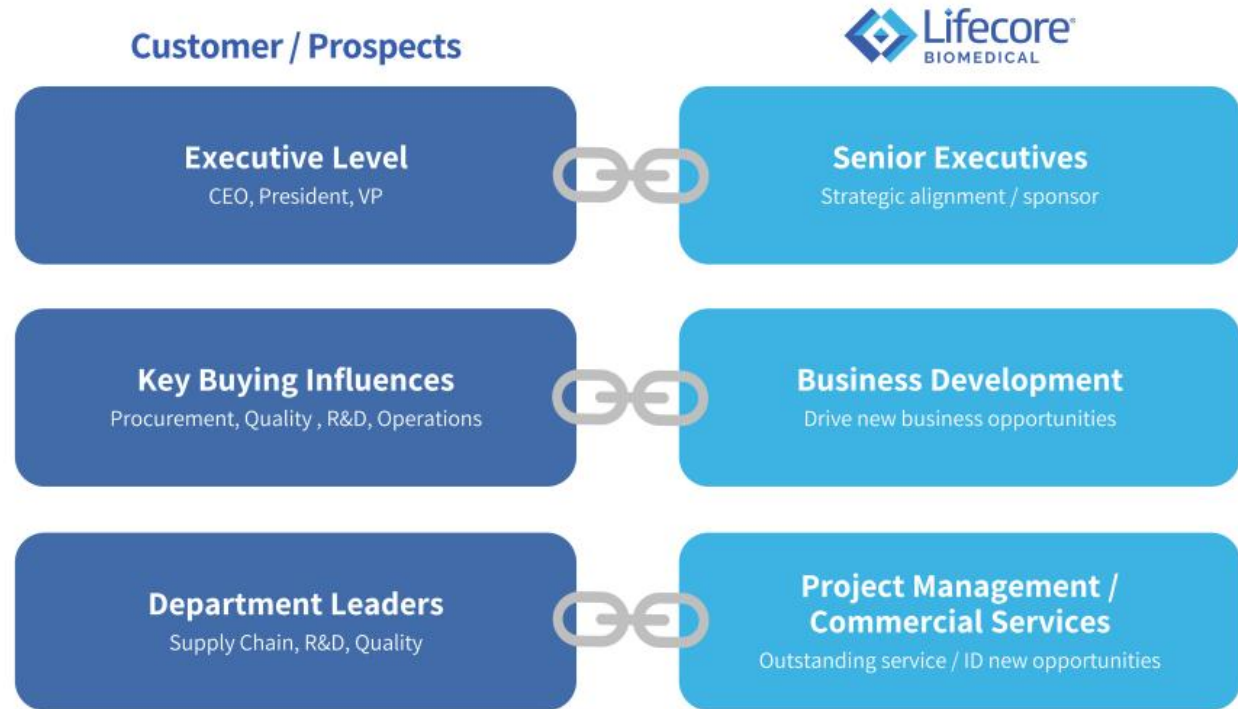 Customer / Prospects
Lifecore®
BIOMEDICAL
Executive Level
CEO, President, VP
Senior Executives
Strategic alignment / sponsor
Key Buying Influences
Procurement, Quality , R&D, Operations
Business Development
Drive new business opportunities
Department Leaders
Supply Chain, R&D, Quality
Project Management /
Commercial Services
Outstanding service / ID new opportunities